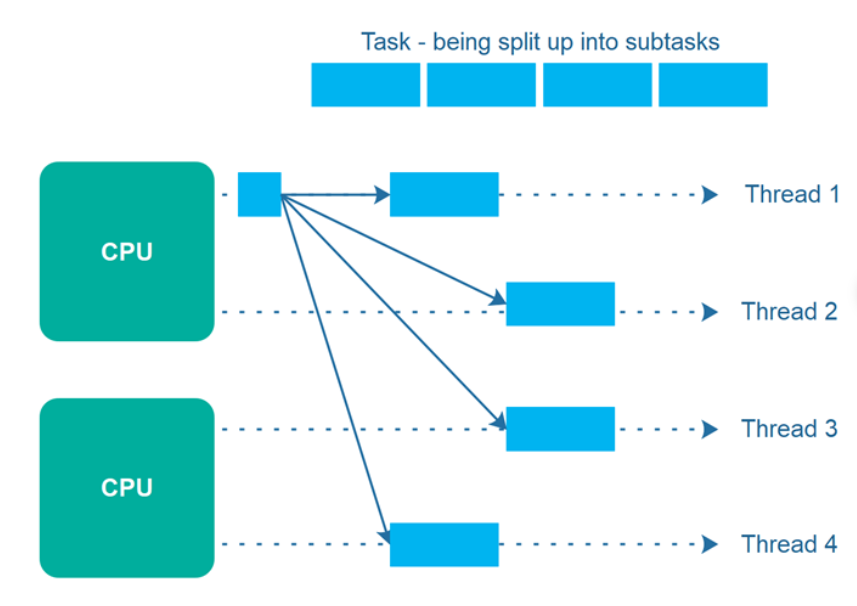 Task - being split up into subtasks
CPU
Thread 1
Thread 2
CPU
Thread 3
Thread 4